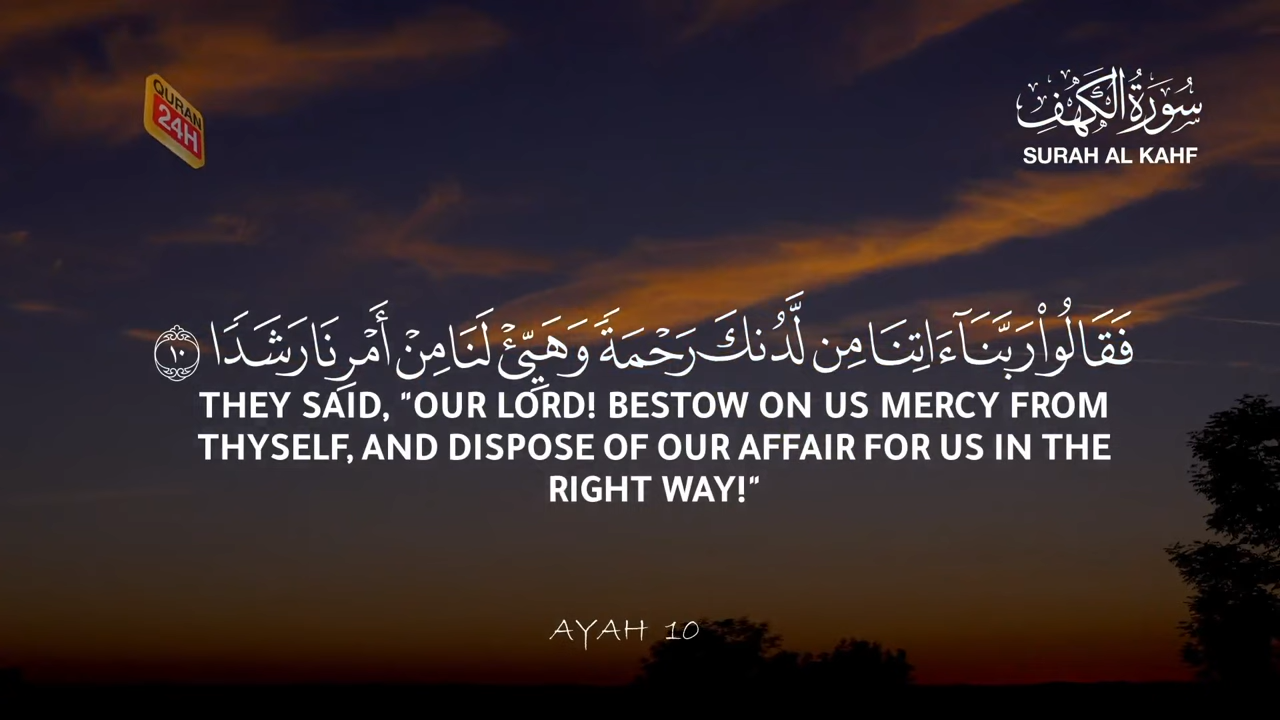 QURAN
24H
سُورَةُ الْكَهْفِ
SURAH AL KAHF
فَقَالُوا۟ رَبَّنَآ ءَاتِنَا مِن لَّدُنكَ رَحْمَةً وَهَيِّئْ لَنَا مِنْ أَمْرِنَا رَشَدًا ١٠
THEY SAID, "OUR LORD! BESTOW ON US MERCY FROM
THYSELF, AND DISPOSE OF OUR AFFAIR FOR US IN THE
RIGHT WAY!"
AYAH 10